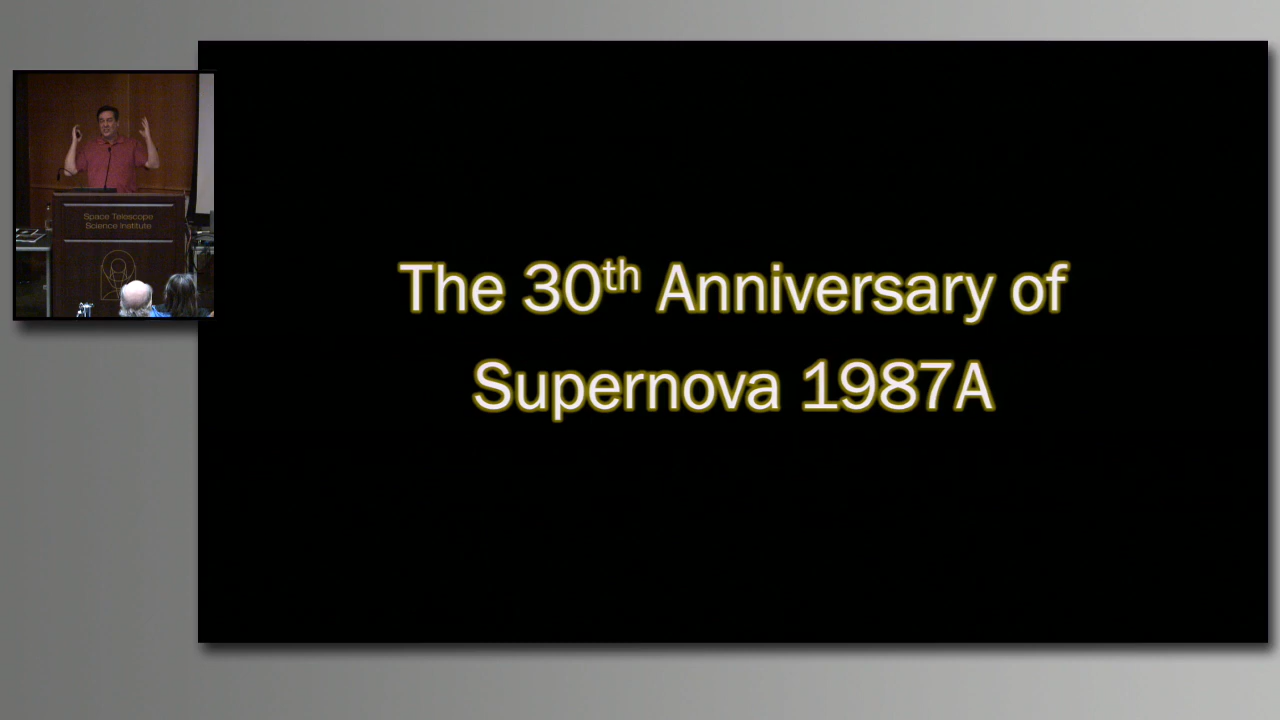 Space Telescope
Science Institute
The 30th Anniversary of
Supernova 1987A